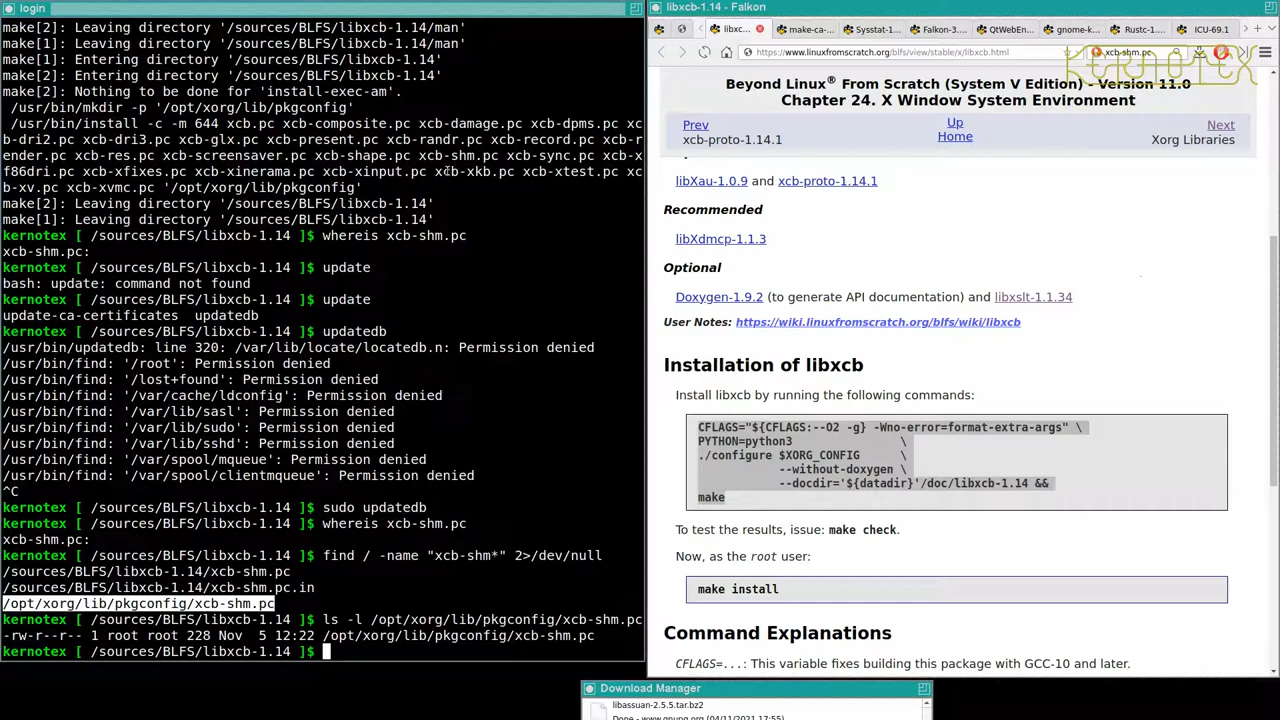 login
make[2]: Leaving directory '/sources/BLFS/libxcb-1.14/man'
make[1]: Leaving directory '/sources/BLFS/libxcb-1.14/man'
make[1]: Entering directory '/sources/BLFS/libxcb-1.14'
make[2]: Entering directory '/sources/BLFS/libxcb-1.14'
make[2]: Nothing to be done for 'install-exec-am'.
/usr/bin/mkdir -p '/opt/xorg/lib/pkgconfig'
/usr/bin/install -c -m 644 xcb.pc xcb-composite.pc xcb-damage.pc xcb-dpms.pc xc
b-dri2.pc xcb-dri3.pc xcb-glx.pc xcb-present.pc xcb-randr.pc xcb-record.pc xcb-r
ender.pc xcb-res.pc xcb-screensaver.pc xcb-shape.pc xcb-shm.pc xcb-sync.pc xcb-x
f86dri.pc xcb-xfixes.pc xcb-xinerama.pc xcb-xinput.pc xcb-xkb.pc xcb-xtest.pc xc
b-xv.pc xcb-xvmc.pc '/opt/xorg/lib/pkgconfig'
make[2]: Leaving directory '/sources/BLFS/libxcb-1.14'
make[1]: Leaving directory '/sources/BLFS/libxcb-1.14'
kernotex [ /sources/BLFS/libxcb-1.14 ]$ whereis xcb-shm.pc
xcb-shm.pc:
kernotex [ /sources/BLFS/libxcb-1.14 ]$ update
bash: update: command not found
kernotex [ /sources/BLFS/libxcb-1.14 ]$ update
update-ca-certificates  updatedb
kernotex [ /sources/BLFS/libxcb-1.14 ]$ updatedb
/usr/bin/updatedb: line 320: /var/lib/locate/locatedb.n: Permission denied
/usr/bin/find: '/root': Permission denied
/usr/bin/find: '/lost+found': Permission denied
/usr/bin/find: '/var/cache/ldconfig': Permission denied
/usr/bin/find: '/var/lib/sasl': Permission denied
/usr/bin/find: '/var/lib/sudo': Permission denied
/usr/bin/find: '/var/lib/sshd': Permission denied
/usr/bin/find: '/var/spool/mqueue': Permission denied
/usr/bin/find: '/var/spool/clientmqueue': Permission denied
^C
kernotex [ /sources/BLFS/libxcb-1.14 ]$ sudo updatedb
kernotex [ /sources/BLFS/libxcb-1.14 ]$ whereis xcb-shm.pc
xcb-shm.pc:
kernotex [ /sources/BLFS/libxcb-1.14 ]$ find / -name "xcb-shm*" 2>/dev/null
/sources/BLFS/libxcb-1.14/xcb-shm.pc
/sources/BLFS/libxcb-1.14/xcb-shm.pc.in
/opt/xorg/lib/pkgconfig/xcb-shm.pc
kernotex [ /sources/BLFS/libxcb-1.14 ]$ ls -l /opt/xorg/lib/pkgconfig/xcb-shm.pc
-rw-r--r-- 1 root root 228 Nov  5 12:22 /opt/xorg/lib/pkgconfig/xcb-shm.pc
kernotex [ /sources/BLFS/libxcb-1.14 ]$
libxcb-1.14 - Falkon
libxc... make-ca-... Sysstat-1... Falkon-3.... QtWebEn... gnome-k... Rustc-1.... ICU-69.1
https://www.linuxfromscratch.org/blfs/view/stable/x/libxcb.html xcb-shm.pc
KERNOTEX
Beyond Linux® From Scratch (System V Edition) - Version 11.0
Chapter 24. X Window System Environment
Prev Up Next
xcb-proto-1.14.1 Home Xorg Libraries
libXau-1.0.9 and xcb-proto-1.14.1
Recommended
libXdmcp-1.1.3
Optional
Doxygen-1.9.2 (to generate API documentation) and libxslt-1.1.34
User Notes: https://wiki.linuxfromscratch.org/blfs/wiki/libxcb
Installation of libxcb
Install libxcb by running the following commands:
CFLAGS="${CFLAGS:--O2 -g} -Wno-error=format-extra-args" \
PYTHON=python3 \
./configure $XORG_CONFIG \
--without-doxygen \
--docdir='${datadir}'/doc/libxcb-1.14 &&
make
To test the results, issue: make check.
Now, as the root user:
make install
Command Explanations
CFLAGS=...: This variable fixes building this package with GCC-10 and later.
Download Manager
libassuan-2.5.5.tar.bz2
Done - www.gnupg.org (04/11/2021 17:55)